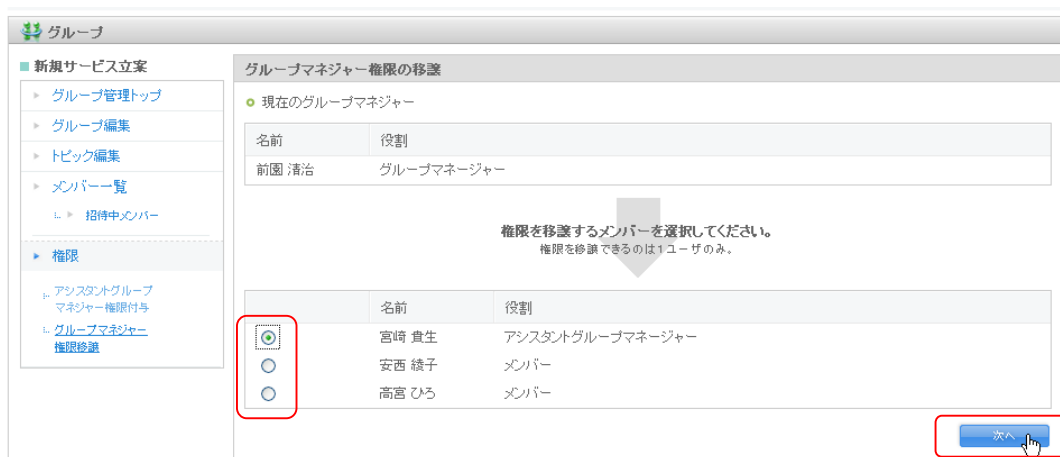 グループ
新規サービス立案
グループ管理トップ
グループ編集
トピック編集
メンバー一覧
招待中メンバー
権限
アシスタントグループ
マネジャー権限付与
グループマネジャー
権限移譲
グループマネジャー権限の移譲
現在のグループマネジャー
名前 役割
前園 清治 グループマネージャー
権限を移譲するメンバーを選択してください。
権限を移譲できるのは1ユーザのみ。
名前 役割
宮崎 貴生 アシスタントグループマネージャー
安西 綾子 メンバー
高宮 ひろ メンバー
次へ